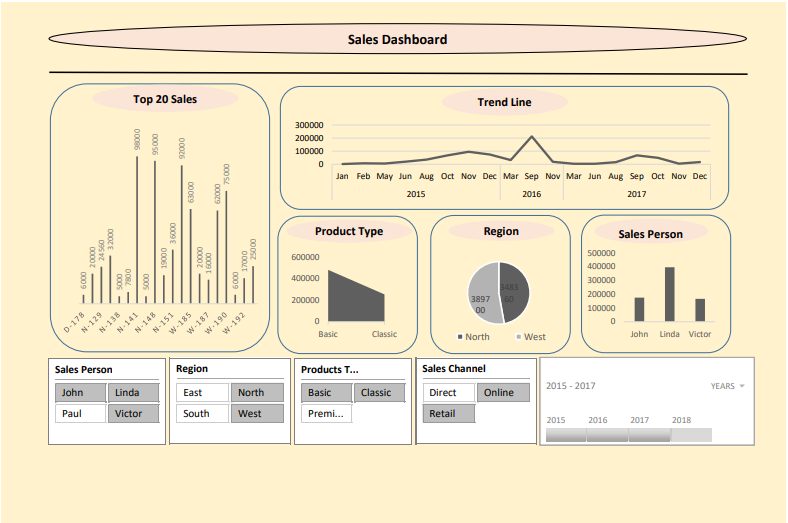 Sales Dashboard
Top 20 Sales
6000
20000
24560
32000
5000
7800
98000
5000
95000
19000
36000
92000
63000
20000
16000
62000
75000
6000
17000
25000
D-178
N-129
N-138
N-141
N-148
N-151
W-185
W-187
W-190
W-192
Trend Line
300000
200000
100000
0
Jan Feb May Jun Aug Oct Nov Dec Mar Sep Nov Mar Jun Aug Sep Oct Nov Dec
2015 2016 2017
Product Type
600000
400000
200000
0
Basic Classic
Region
3483
60
3897
00
North West
Sales Person
500000
400000
300000
200000
100000
0
John Linda Victor
Sales Person
John Linda
Paul Victor
Region
East North
South West
Products T...
Basic Classic
Premi...
Sales Channel
Direct Online
Retail
2015 - 2017 YEARS
2015 2016 2017 2018